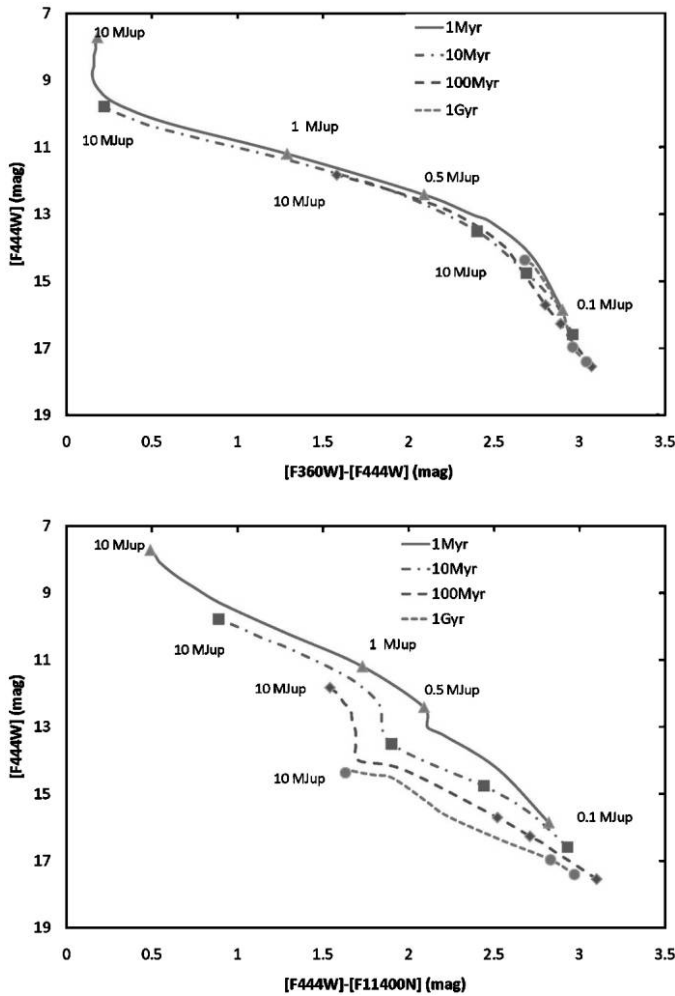 7
9
11
13
15
17
19
[F444W] (mag)
10 MJup
1Myr
10Myr
100Myr
1Gyr
10 MJup
1 MJup
0.5 MJup
10 MJup
10 MJup
0.1 MJup
0 0.5 1 1.5 2 2.5 3 3.5
[F360W]-[F444W] (mag)
7
9
11
13
15
17
19
[F444W] (mag)
10 MJup
1Myr
10Myr
100Myr
1Gyr
10 MJup
1 MJup
10 MJup
0.5 MJup
10 MJup
0.1 MJup
0 0.5 1 1.5 2 2.5 3 3.5
[F444W]-[F11400N] (mag)